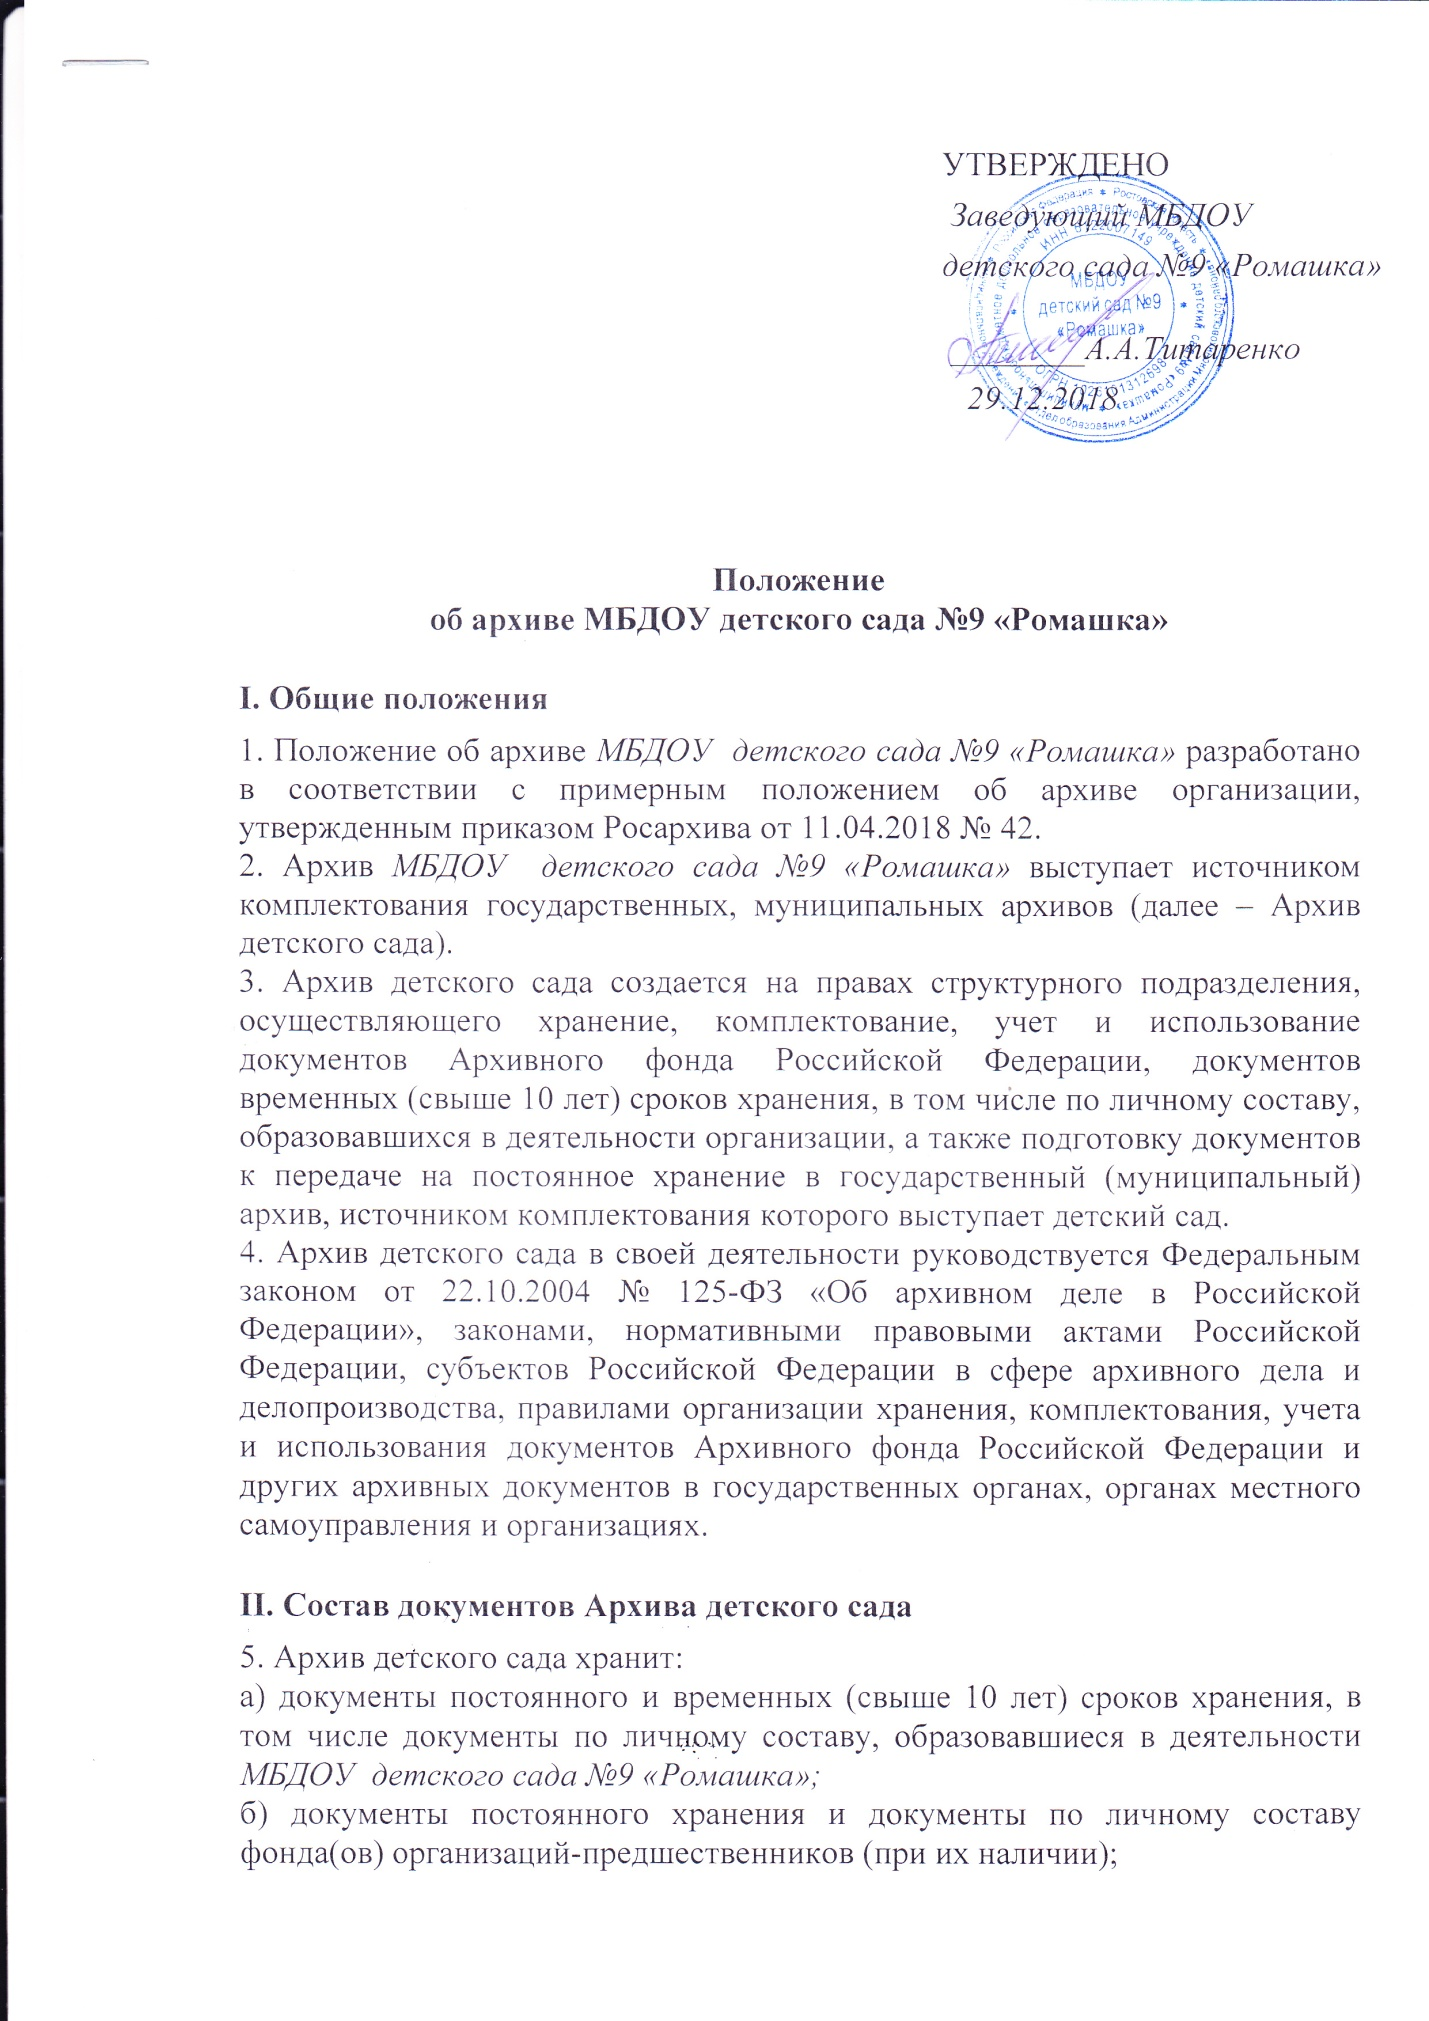 УТВЕРЖДЕНО
Заведующий МБДОУ
детского сада №9 «Ромашка»
МБДОУ
детский сад №9
«Ромашка»
А.А.Титаренко
29.12.2018
Положение
об архиве МБДОУ детского сада №9 «Ромашка»
I. Общие положения
1. Положение об архиве МБДОУ детского сада №9 «Ромашка» разработано
в соответствии с примерным положением об архиве организации,
утвержденным приказом Росархива от 11.04.2018 № 42.
2. Архив МБДОУ детского сада №9 «Ромашка» выступает источником
комплектования государственных, муниципальных архивов (далее – Архив
детского сада).
3. Архив детского сада создается на правах структурного подразделения,
осуществляющего хранение, комплектование, учет и использование
документов Архивного фонда Российской Федерации, документов
временных (свыше 10 лет) сроков хранения, в том числе по личному составу,
образовавшихся в деятельности организации, а также подготовку документов
к передаче на постоянное хранение в государственный (муниципальный)
архив, источником комплектования которого выступает детский сад.
4. Архив детского сада в своей деятельности руководствуется Федеральным
законом от 22.10.2004 № 125-ФЗ «Об архивном деле в Российской
Федерации», законами, нормативными правовыми актами Российской
Федерации, субъектов Российской Федерации в сфере архивного дела и
делопроизводства, правилами организации хранения, комплектования, учета
и использования документов Архивного фонда Российской Федерации и
других архивных документов в государственных органах, органах местного
самоуправления и организациях.
II. Состав документов Архива детского сада
5. Архив детского сада хранит:
а) документы постоянного и временных (свыше 10 лет) сроков хранения, в
том числе документы по личному составу, образовавшиеся в деятельности
МБДОУ детского сада №9 «Ромашка»;
б) документы постоянного хранения и документы по личному составу
фонда(ов) организаций-предшественников (при их наличии);